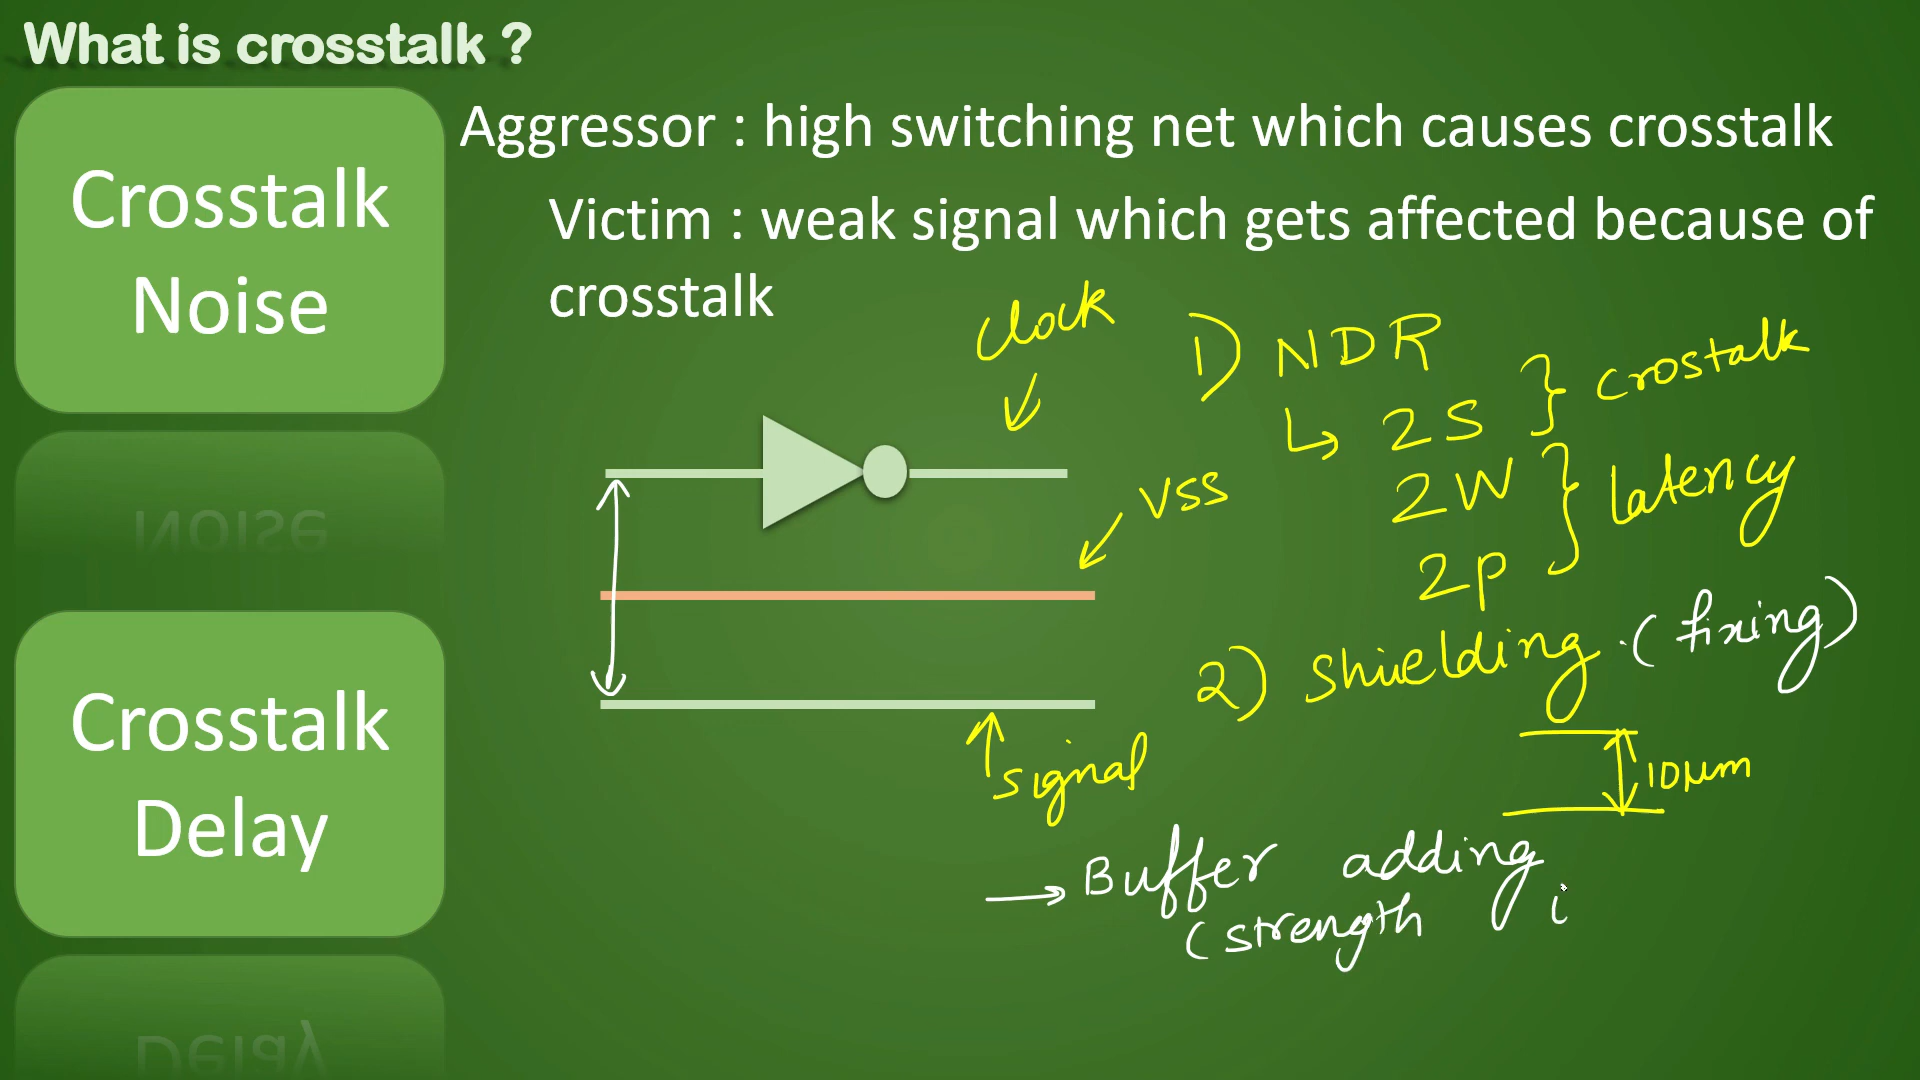 What is crosstalk ?
Crosstalk
Noise
Crosstalk
Delay
Aggressor : high switching net which causes crosstalk
Victim : weak signal which gets affected because of
crosstalk
Clock
VSS
signal
1) NDR
↳ 2S } crostalk
2W } latency
2P
2) shielding . (fixing)
10μm
→ Buffer adding
(strength i